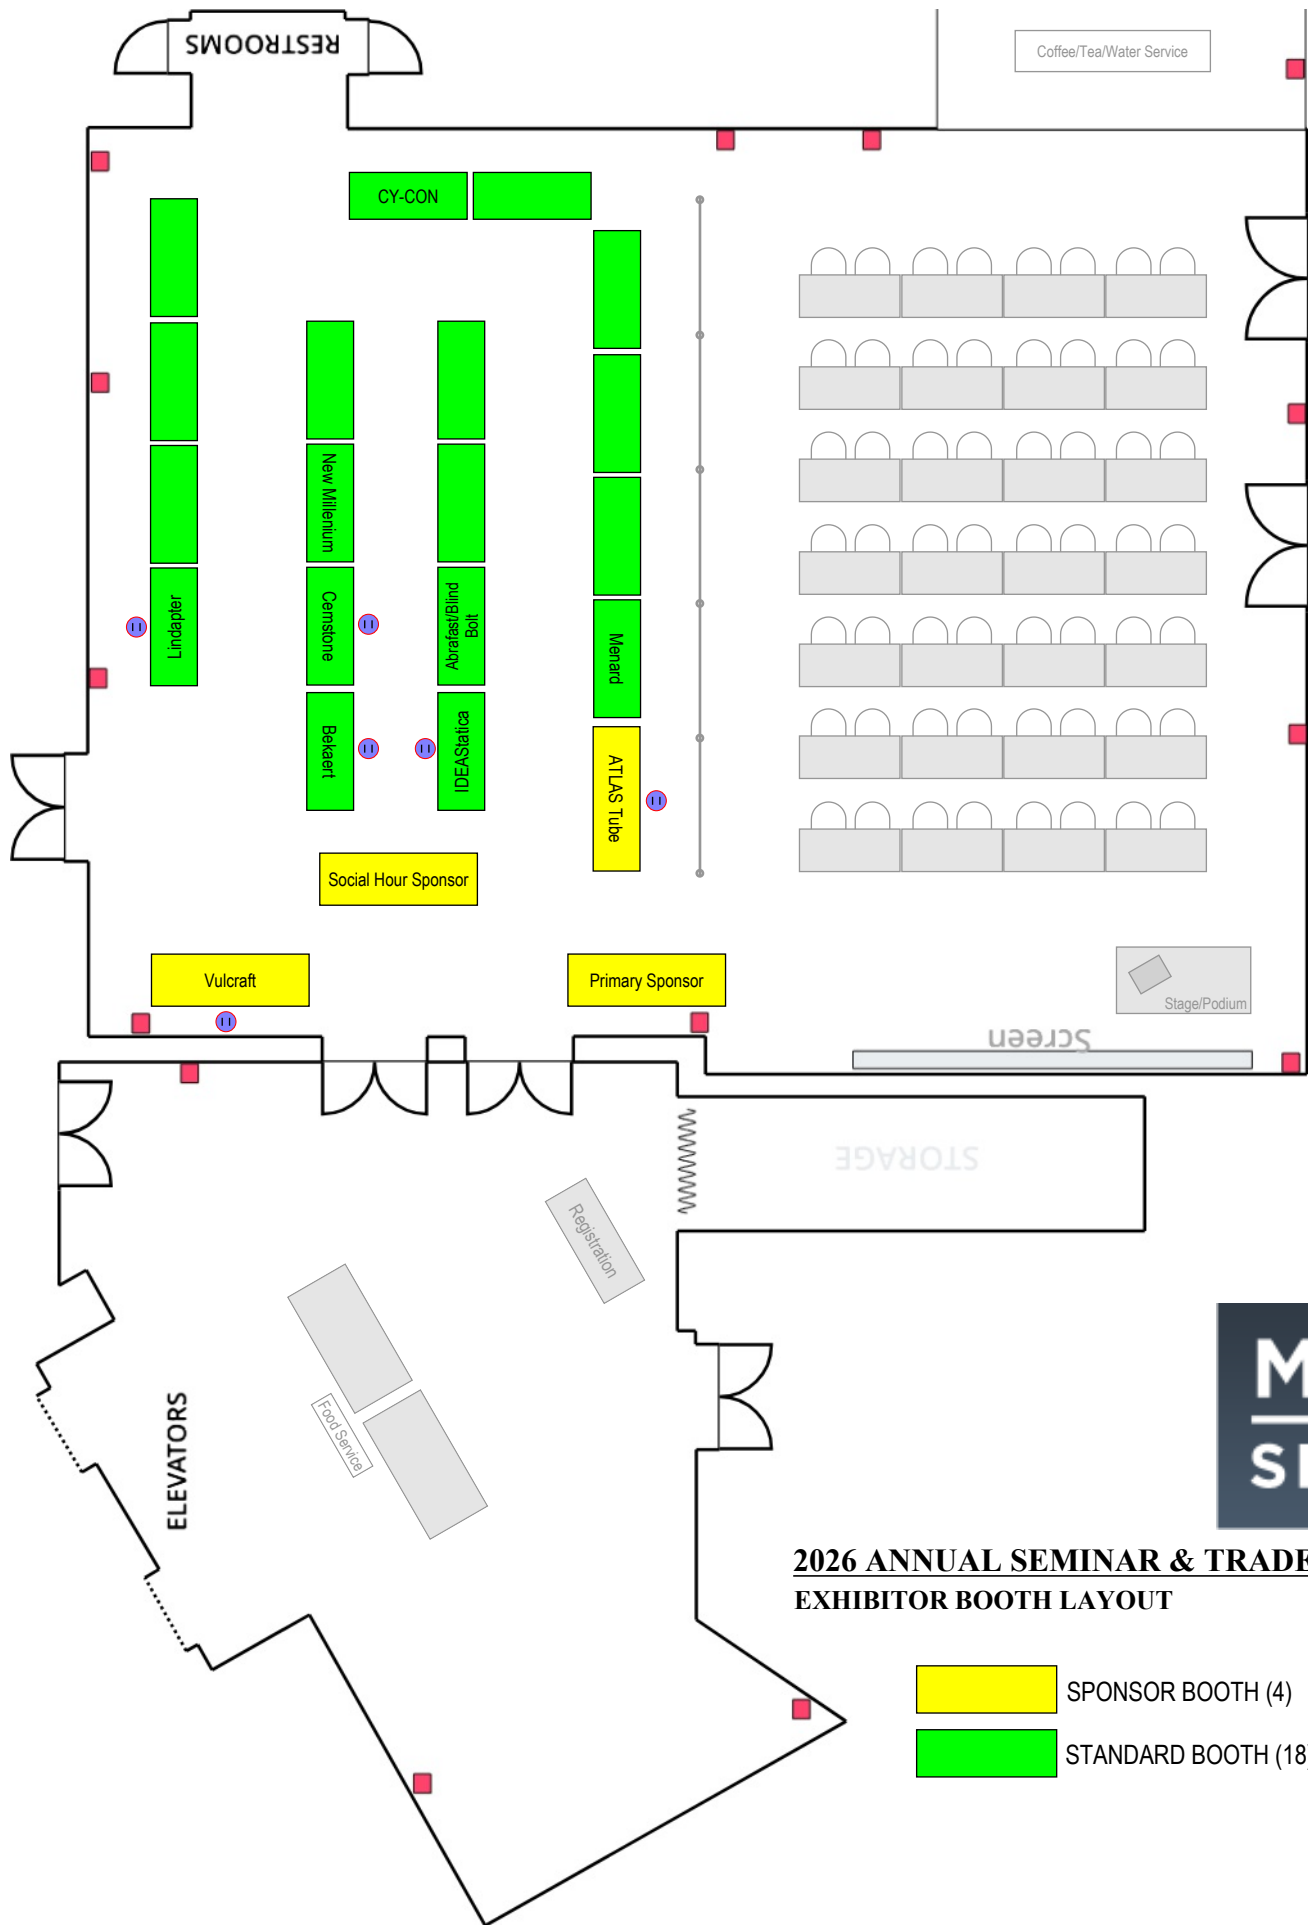 RESTROOMS
Coffee/Tea/Water Service
CY-CON
New Millenium
Lindapter
Cemstone
Abrafast/Blind
Bolt
Menard
Bekaert
IDEAStatica
ATLAS Tube
Social Hour Sponsor
Vulcraft
Primary Sponsor
Stage/Podium
Screen
STORAGE
Registration
Food Service
ELEVATORS
M
S
2026 ANNUAL SEMINAR & TRADE
EXHIBITOR BOOTH LAYOUT
SPONSOR BOOTH (4)
STANDARD BOOTH (18)